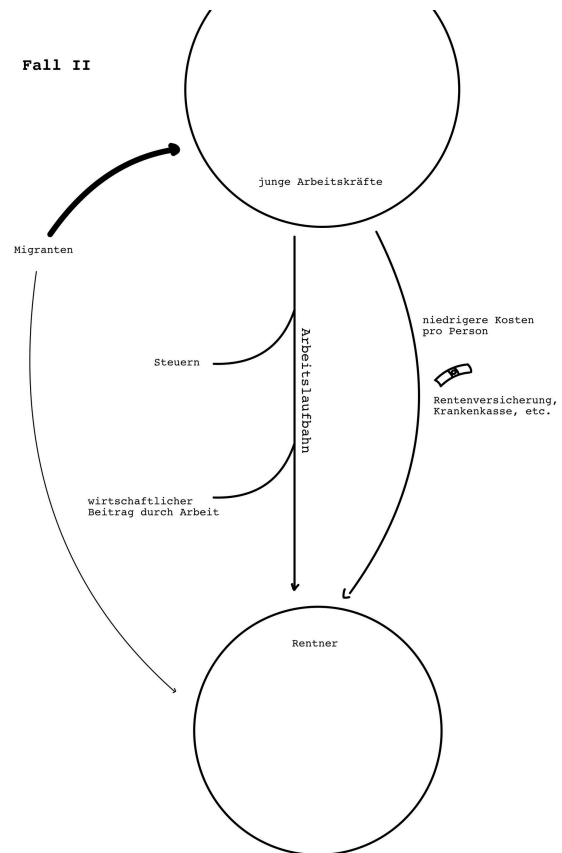 Fall II
junge Arbeitskräfte
Migranten
niedrigere Kosten
pro Person
Steuern
Arbeitslaufbahn
Rentenversicherung,
Krankenkasse, etc.
wirtschaftlicher
Beitrag durch Arbeit
Rentner